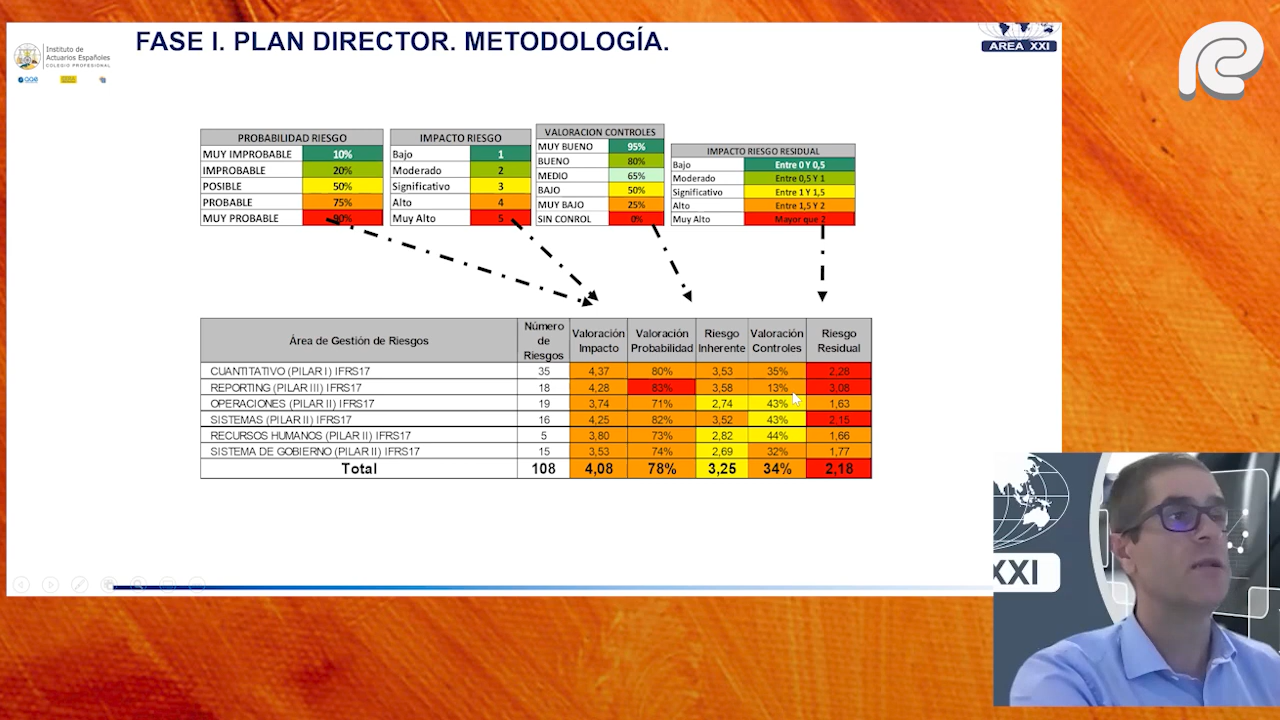 FASE I. PLAN DIRECTOR. METODOLOGÍA.
Instituto de
Actuarios Españoles
COLEGIO PROFESIONAL
AREA XXI
PROBABILIDAD RIESGO
MUY IMPROBABLE 10%
IMPROBABLE 20%
POSIBLE 50%
PROBABLE 75%
MUY PROBABLE 90%
IMPACTO RIESGO
Bajo 1
Moderado 2
Significativo 3
Alto 4
Muy Alto 5
VALORACION CONTROLES
MUY BUENO 95%
BUENO 80%
MEDIO 65%
BAJO 50%
MUY BAJO 25%
SIN CONROL 0%
IMPACTO RIESGO RESIDUAL
Bajo Entre 0 Y 0,5
Moderado Entre 0,5 Y 1
Significativo Entre 1 Y 1,5
Alto Entre 1,5 Y 2
Muy Alto Mayor que 2
Área de Gestión de Riesgos Número de Riesgos Valoración Impacto Valoración Probabilidad Riesgo Inherente Valoración Controles Riesgo Residual
CUANTITATIVO (PILAR I) IFRS17 35 4,37 80% 3,53 35% 2,28
REPORTING (PILAR III) IFRS17 18 4,28 83% 3,58 13% 3,08
OPERACIONES (PILAR II) IFRS17 19 3,74 71% 2,74 43% 1,63
SISTEMAS (PILAR II) IFRS17 16 4,25 82% 3,52 43% 2,15
RECURSOS HUMANOS (PILAR II) IFRS17 5 3,80 73% 2,82 44% 1,66
SISTEMA DE GOBIERNO (PILAR II) IFRS17 15 3,53 74% 2,69 32% 1,77
Total 108 4,08 78% 3,25 34% 2,18
XXI